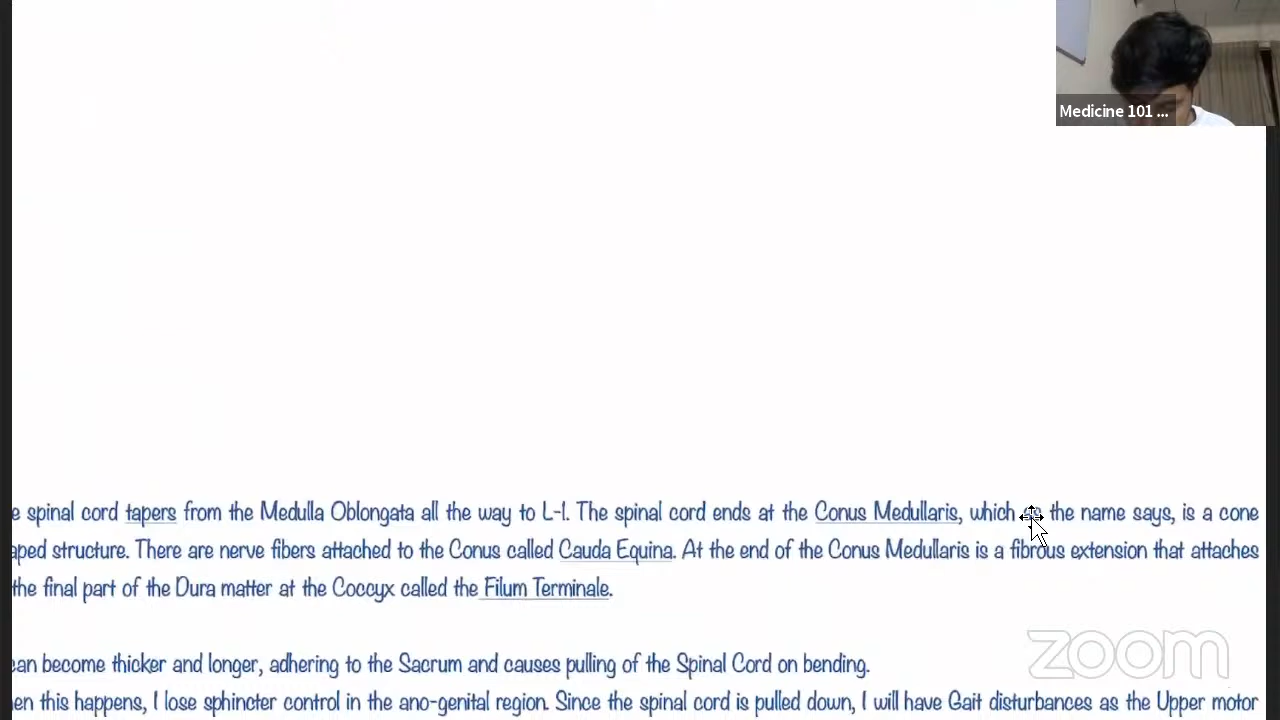 Medicine 101 ...
e spinal cord tapers from the Medulla Oblongata all the way to L-1. The spinal cord ends at the Conus Medullaris, which as the name says, is a cone
aped structure. There are nerve fibers attached to the Conus called Cauda Equina. At the end of the Conus Medullaris is a fibrous extension that attaches
the final part of the Dura matter at the Coccyx called the Filum Terminale.
can become thicker and longer, adhering to the Sacrum and causes pulling of the Spinal Cord on bending.
en this happens, I lose sphincter control in the ano-genital region. Since the spinal cord is pulled down, I will have Gait disturbances as the Upper motor
zoom